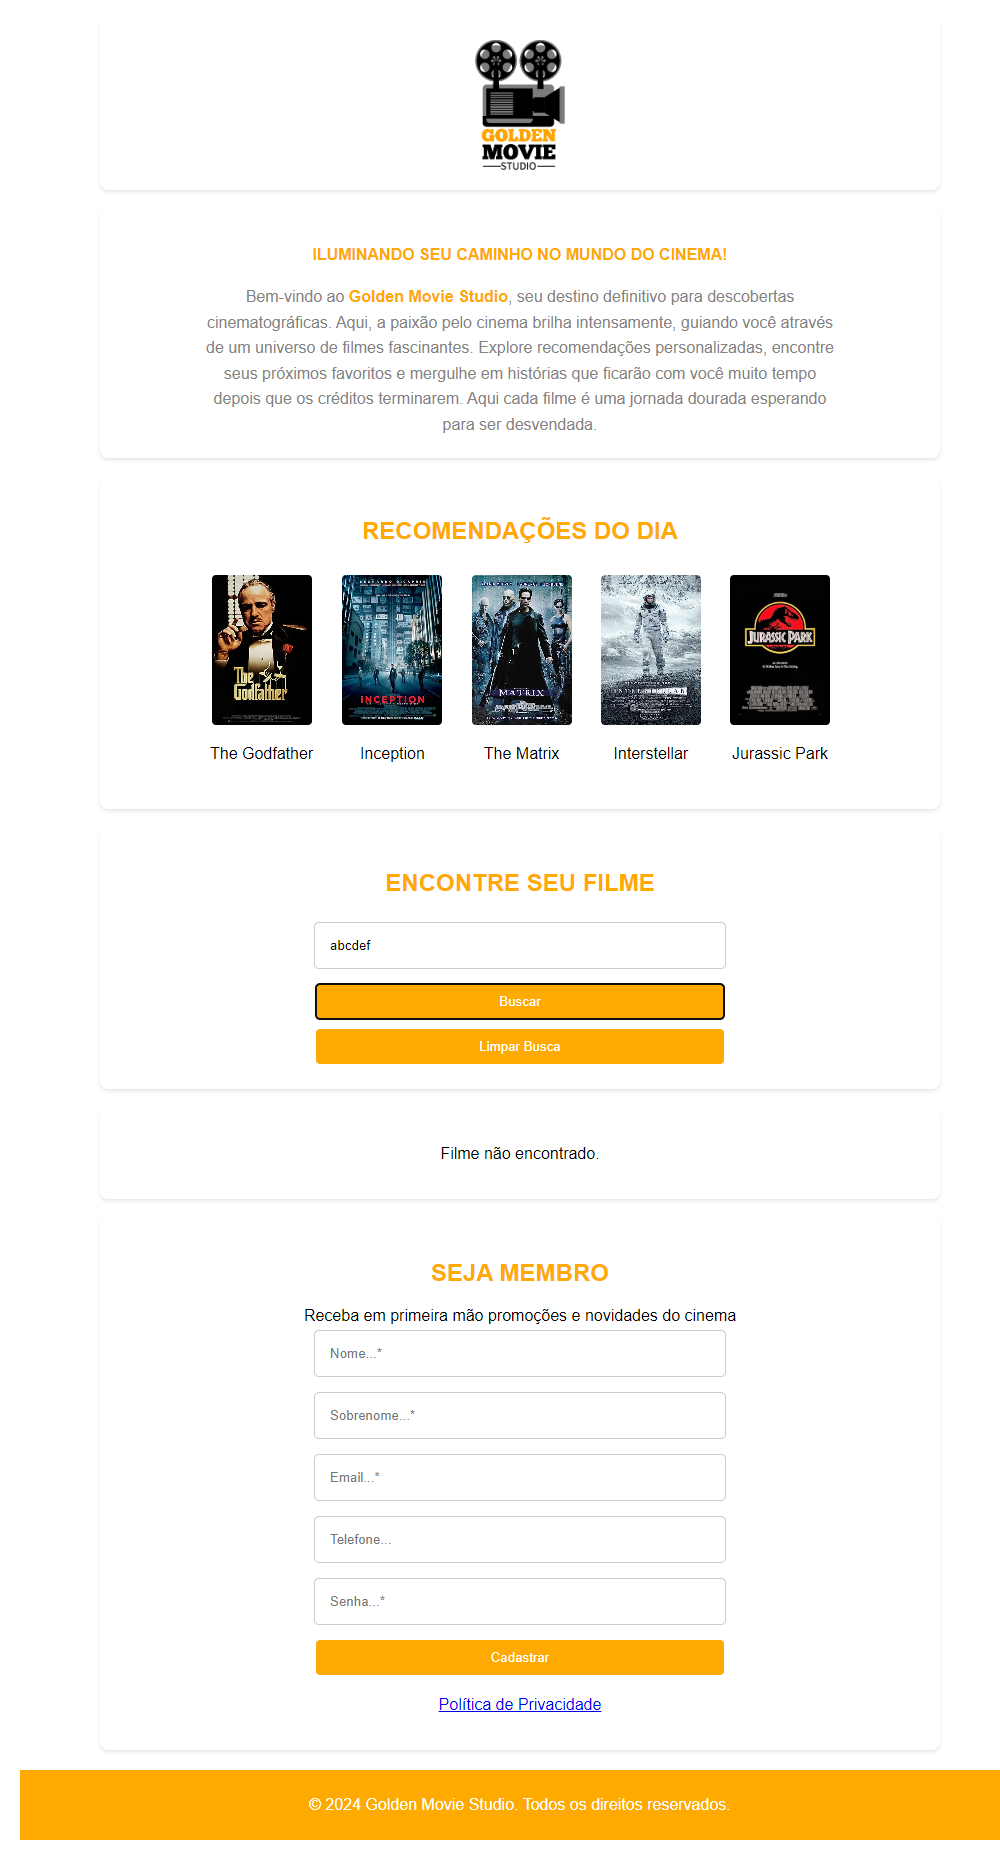 GOLDEN
MOVIE
STUDIO
ILUMINANDO SEU CAMINHO NO MUNDO DO CINEMA!
Bem-vindo ao Golden Movie Studio, seu destino definitivo para descobertas
cinematográficas. Aqui, a paixão pelo cinema brilha intensamente, guiando você através
de um universo de filmes fascinantes. Explore recomendações personalizadas, encontre
seus próximos favoritos e mergulhe em histórias que ficarão com você muito tempo
depois que os créditos terminarem. Aqui cada filme é uma jornada dourada esperando
para ser desvendada.
RECOMENDAÇÕES DO DIA
The Godfather
INCEPTION
MATRIX
INTERSTELLAR
JURASSIC PARK
The Godfather
Inception
The Matrix
Interstellar
Jurassic Park
ENCONTRE SEU FILME
abcdef
Buscar
Limpar Busca
Filme não encontrado.
SEJA MEMBRO
Receba em primeira mão promoções e novidades do cinema
Nome...*
Sobrenome...*
Email...*
Telefone...
Senha...*
Cadastrar
Política de Privacidade
© 2024 Golden Movie Studio. Todos os direitos reservados.